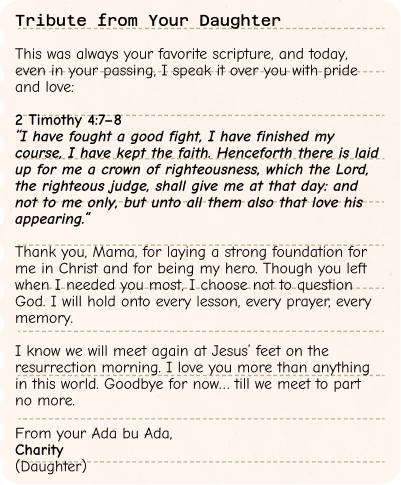 Tribute from Your Daughter
This was always your favorite scripture, and today,
even in your passing, I speak it over you with pride
and love:
2 Timothy 4:7–8
“I have fought a good fight, I have finished my
course, I have kept the faith. Henceforth there is laid
up for me a crown of righteousness, which the Lord,
the righteous judge, shall give me at that day: and
not to me only, but unto all them also that love his
appearing.”
Thank you, Mama, for laying a strong foundation for
me in Christ and for being my hero. Though you left
when I needed you most, I choose not to question
God. I will hold onto every lesson, every prayer, every
memory.
I know we will meet again at Jesus’ feet on the
resurrection morning. I love you more than anything
in this world. Goodbye for now... till we meet to part
no more.
From your Ada bu Ada,
Charity
(Daughter)